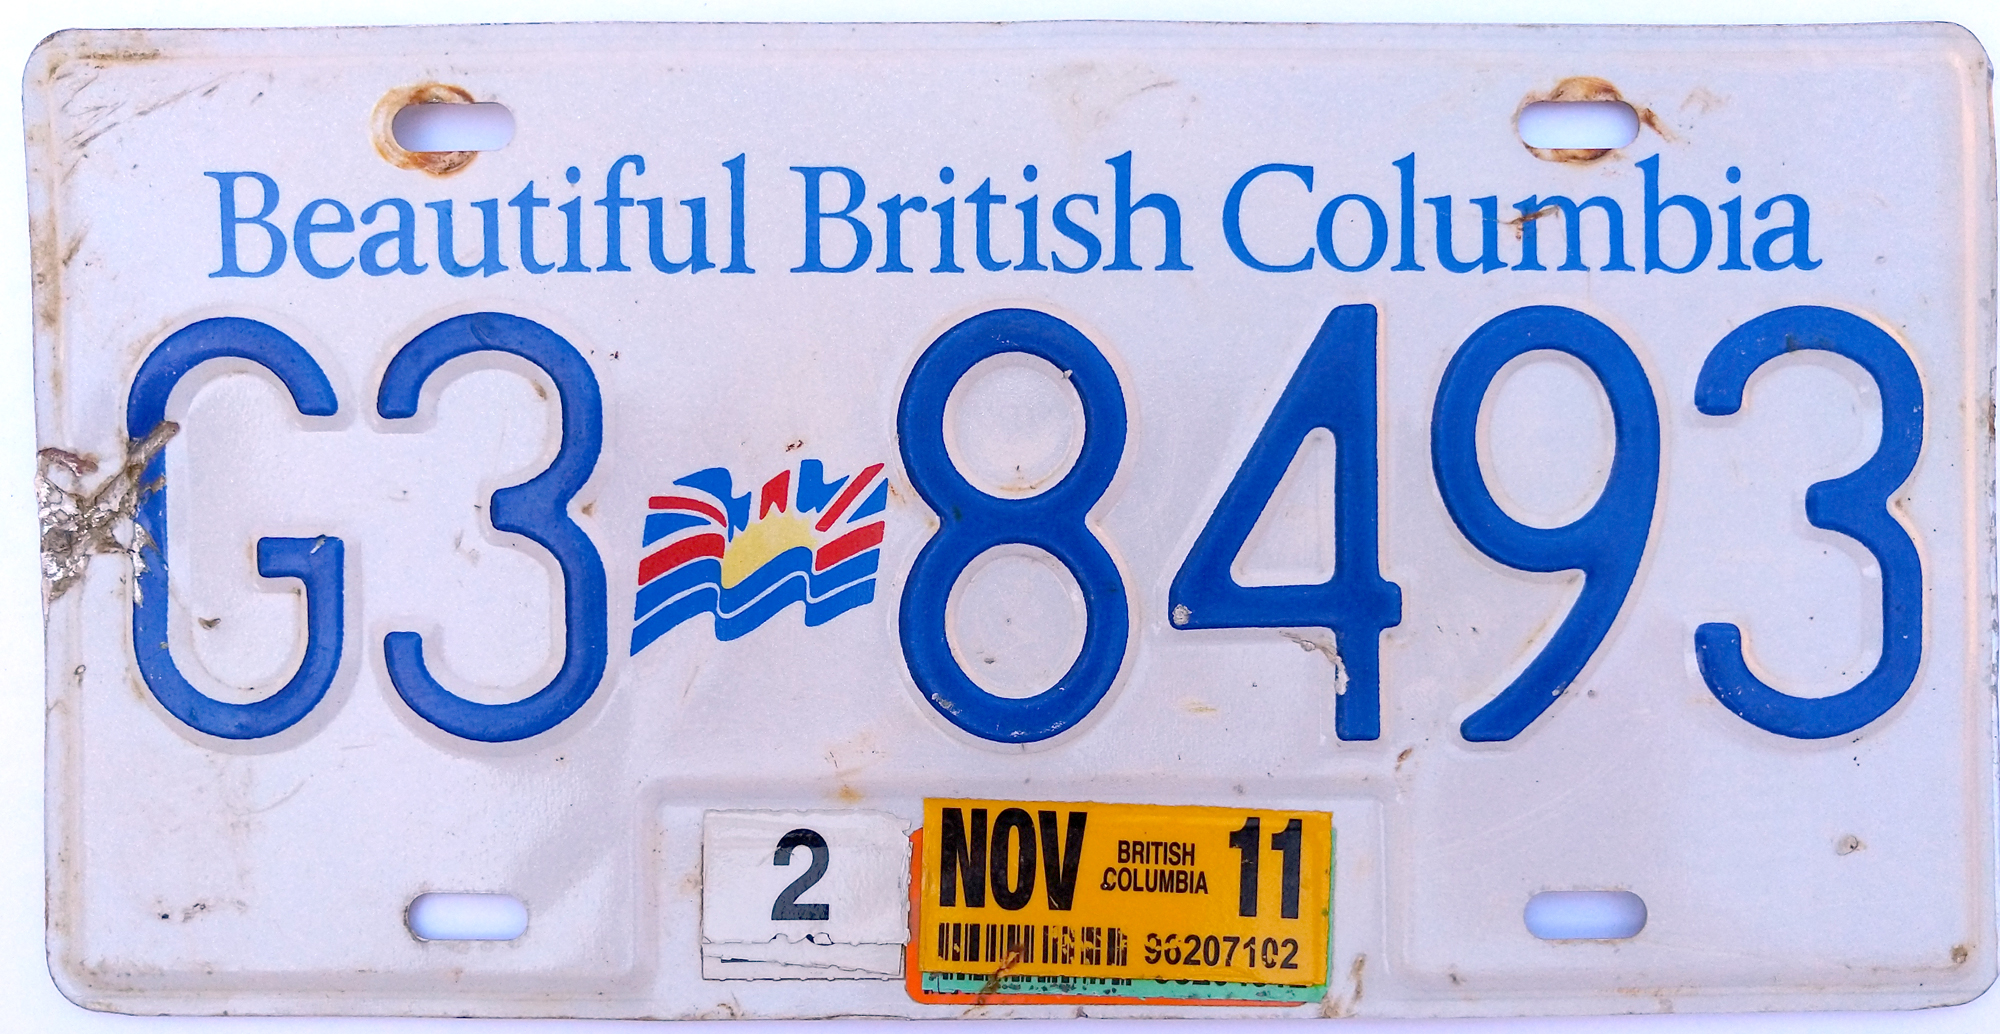 Beautiful British Columbia
G3 8493
2
NOV BRITISH COLUMBIA 11
96207102